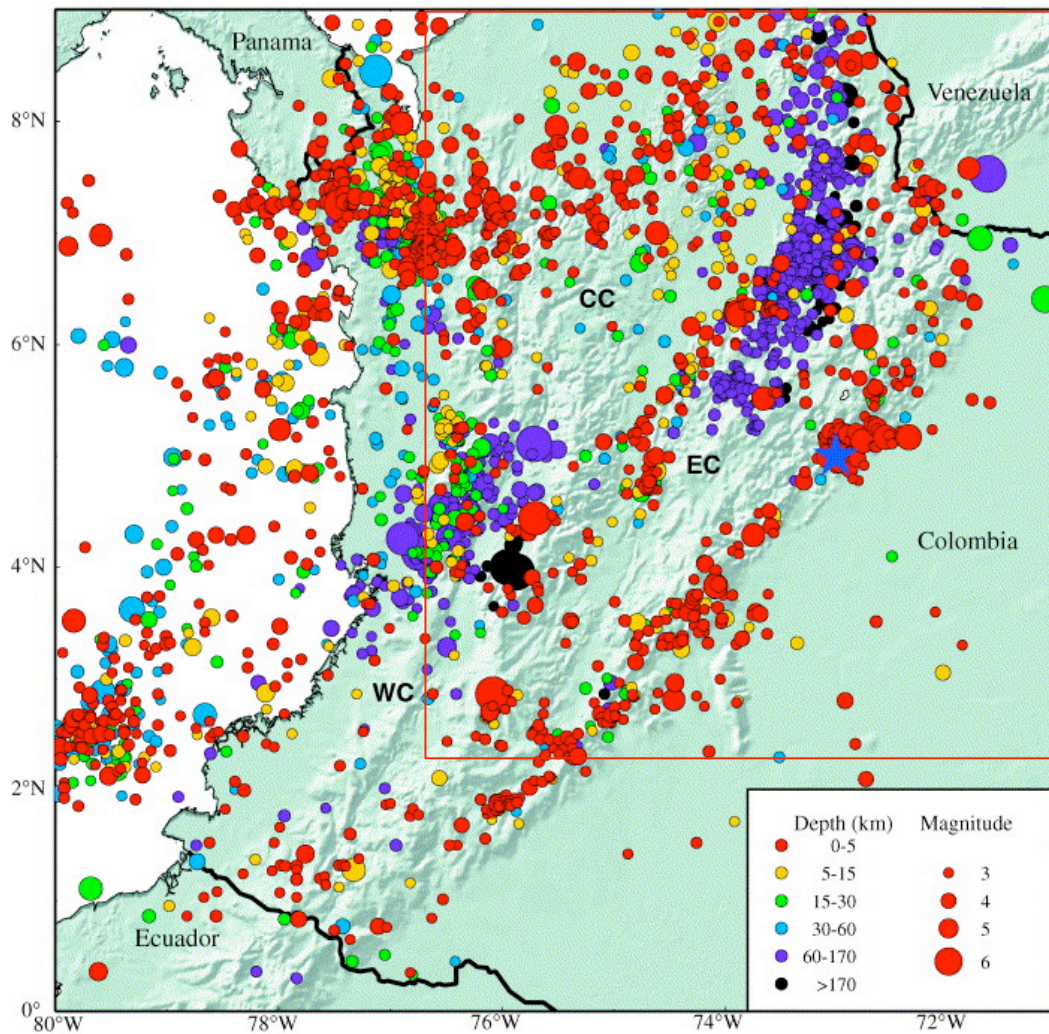 Panama
Venezuela
8°N
CC
6°N
EC
Colombia
4°N
WC
2°N
Depth (km) Magnitude
0-5
5-15
15-30
30-60
60-170
>170
3
4
5
6
Ecuador
0°
80°W 78°W 76°W 74°W 72°W